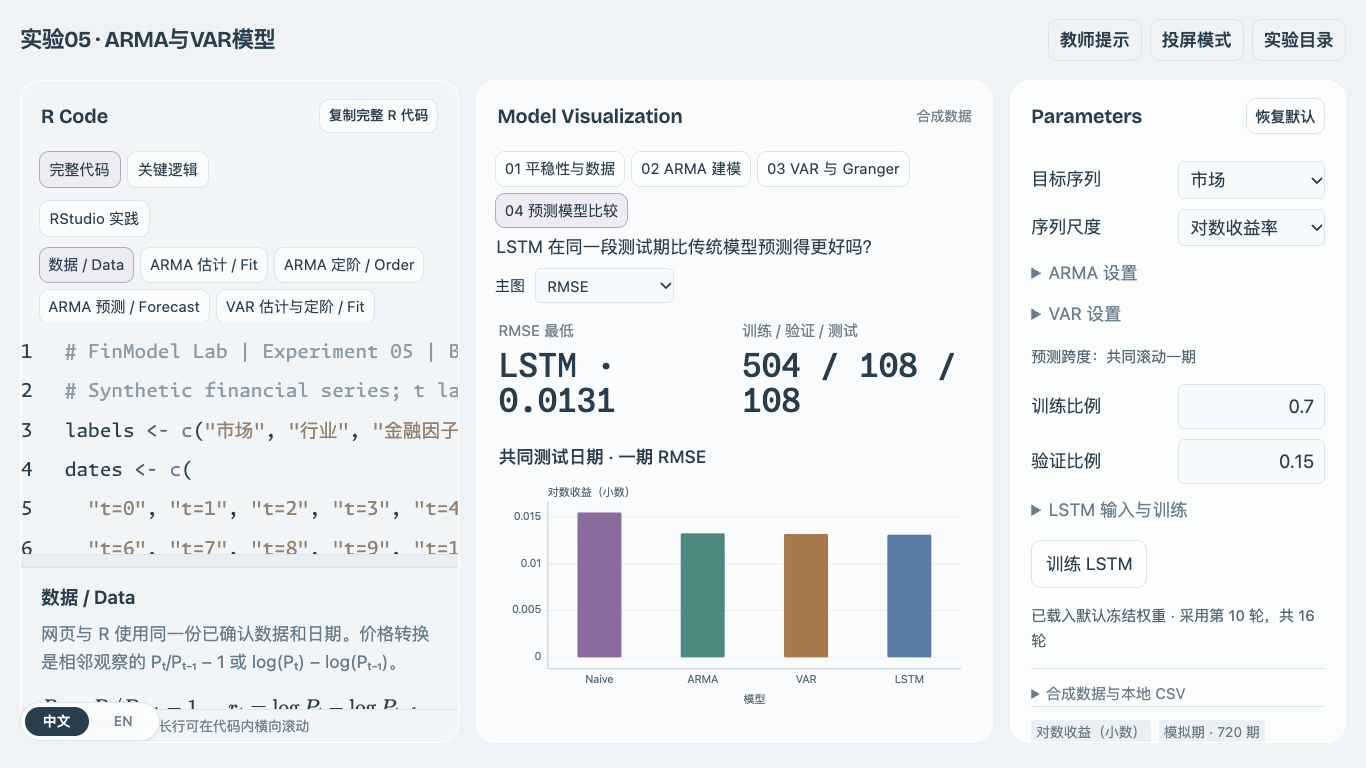 实验05 · ARMA与VAR模型
教师提示
投屏模式
实验目录
R Code
复制完整 R 代码
完整代码
关键逻辑
RStudio 实践
数据 / Data
ARMA 估计 / Fit
ARMA 定阶 / Order
ARMA 预测 / Forecast
VAR 估计与定阶 / Fit
1 # FinModel Lab | Experiment 05 | B
2 # Synthetic financial series; t la
3 labels <- c("市场", "行业", "金融因子
4 dates <- c(
5 "t=0", "t=1", "t=2", "t=3", "t=4
6 "t=6", "t=7", "t=8", "t=9", "t=1
数据 / Data
网页与 R 使用同一份已确认数据和日期。价格转换
是相邻观察的 Pₜ/Pₜ₋₁ − 1 或 log(Pₜ) − log(Pₜ₋₁)。
中文
EN
长行可在代码内横向滚动
Model Visualization
合成数据
01 平稳性与数据
02 ARMA 建模
03 VAR 与 Granger
04 预测模型比较
LSTM 在同一段测试期比传统模型预测得更好吗?
主图
RMSE
RMSE 最低
LSTM ·
0.0131
训练 / 验证 / 测试
504 / 108 /
108
共同测试日期 · 一期 RMSE
对数收益（小数）
0.015
0.01
0.005
0
Naive
ARMA
VAR
LSTM
模型
Parameters
恢复默认
目标序列
市场
序列尺度
对数收益率
ARMA 设置
VAR 设置
预测跨度：共同滚动一期
训练比例
0.7
验证比例
0.15
LSTM 输入与训练
训练 LSTM
已载入默认冻结权重 · 采用第 10 轮，共 16
轮
合成数据与本地 CSV
对数收益（小数）
模拟期 · 720 期